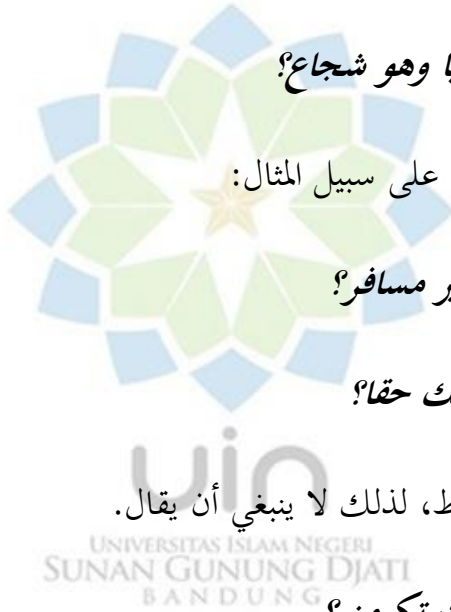 ا وهو شجاع؟
على سبيل المثال:
ير مسافر؟
ك حقا؟
uin
ط، لذلك لا ينبغي أن يقال.
UNIVERSITAS ISLAM NEGERI
SUNAN GUNUNG DJATI
BANDUNG